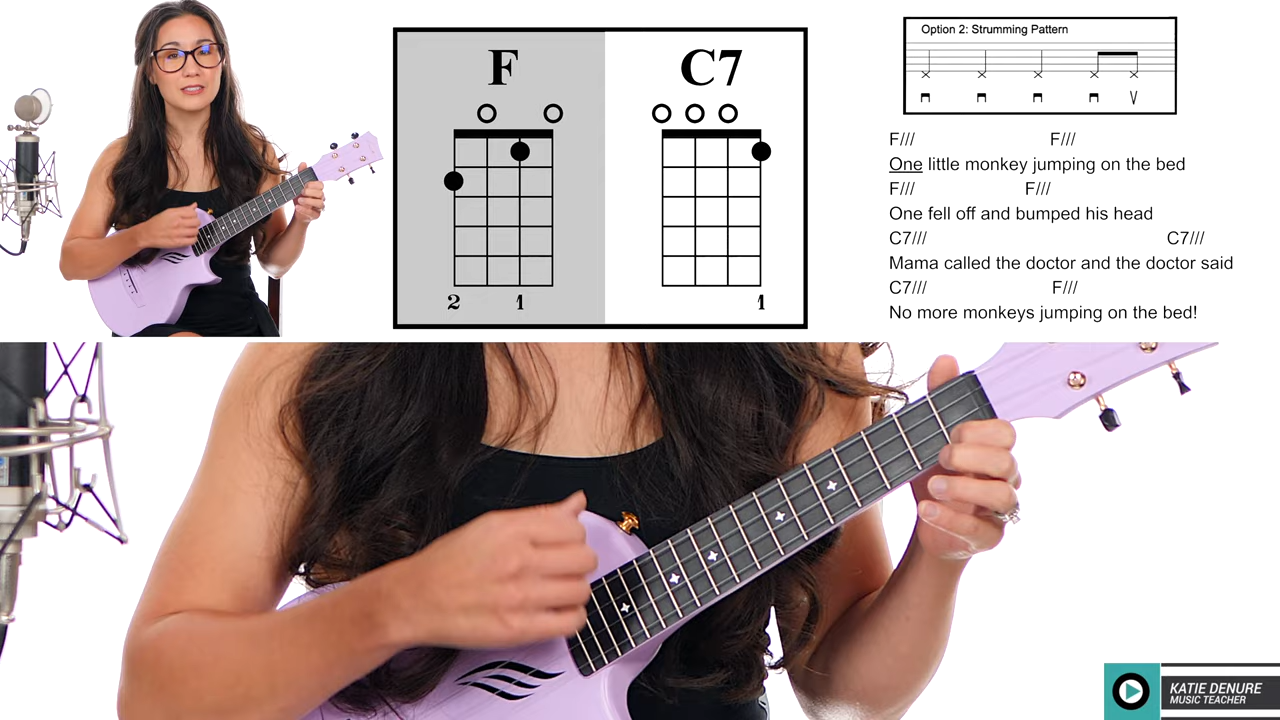 F
C7
2 1
1
Option 2: Strumming Pattern
F/// F///
One little monkey jumping on the bed
F/// F///
One fell off and bumped his head
C7/// C7///
Mama called the doctor and the doctor said
C7/// F///
No more monkeys jumping on the bed!
KATIE DENURE
MUSIC TEACHER